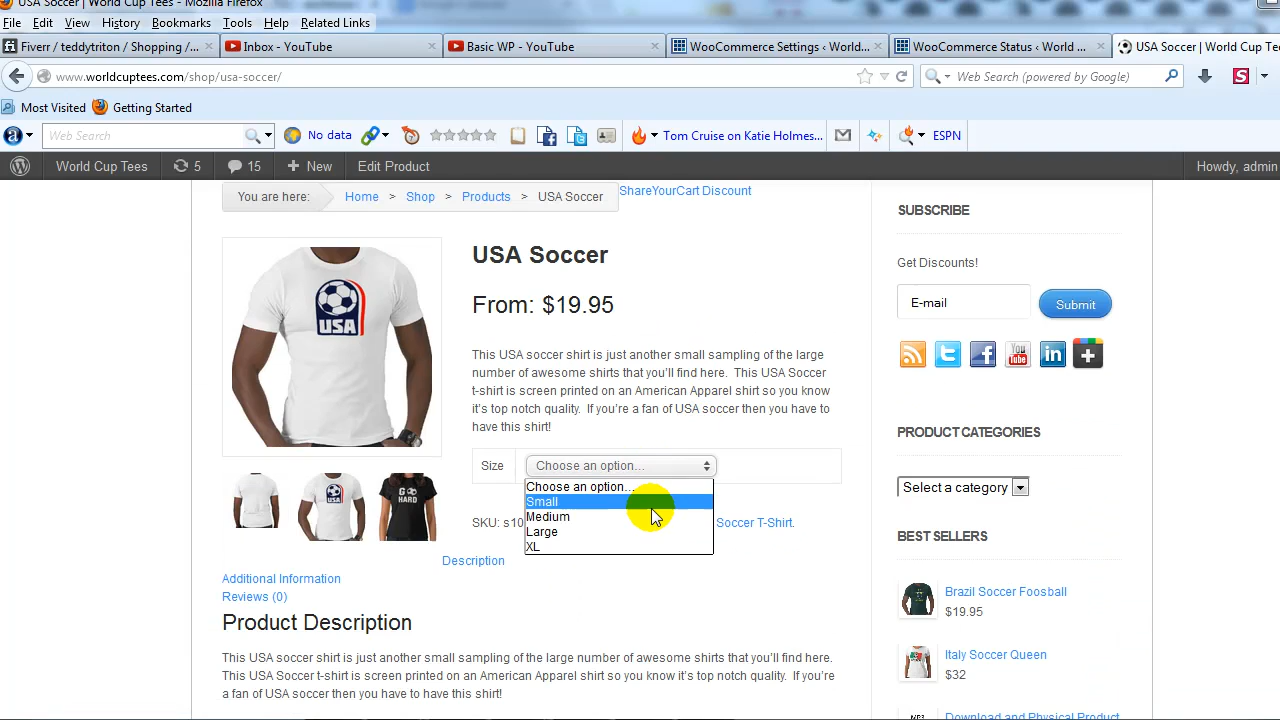 USA Soccer | World Cup Tees - Mozilla Firefox
File Edit View History Bookmarks Tools Help Related Links
Fiverr / teddytriton / Shopping /...
Inbox - YouTube
Basic WP - YouTube
WooCommerce Settings ‹ World...
WooCommerce Status ‹ World ...
USA Soccer | World Cup Tees
www.worldcuptees.com/shop/usa-soccer/
Web Search (powered by Google)
Most Visited Getting Started
Web Search
No data
Tom Cruise on Katie Holmes...
ESPN
World Cup Tees 5 15 New Edit Product Howdy, admin
You are here: Home > Shop > Products > USA Soccer
ShareYourCart Discount
USA
USA Soccer
From: $19.95
This USA soccer shirt is just another small sampling of the large
number of awesome shirts that you'll find here. This USA Soccer
t-shirt is screen printed on an American Apparel shirt so you know
it's top notch quality. If you're a fan of USA soccer then you have to
have this shirt!
Size Choose an option...
Choose an option...
Small
Medium
Large
XL
SKU: s10
Soccer T-Shirt.
GO
HARD
Description
Additional Information
Reviews (0)
Product Description
This USA soccer shirt is just another small sampling of the large number of awesome shirts that you'll find here.
This USA Soccer t-shirt is screen printed on an American Apparel shirt so you know it's top notch quality. If you're
a fan of USA soccer then you have to have this shirt!
SUBSCRIBE
Get Discounts!
E-mail Submit
You Tube
in
PRODUCT CATEGORIES
Select a category
BEST SELLERS
Brazil Soccer Foosball
$19.95
Italy Soccer Queen
$32
MP3
Download and Physical Product